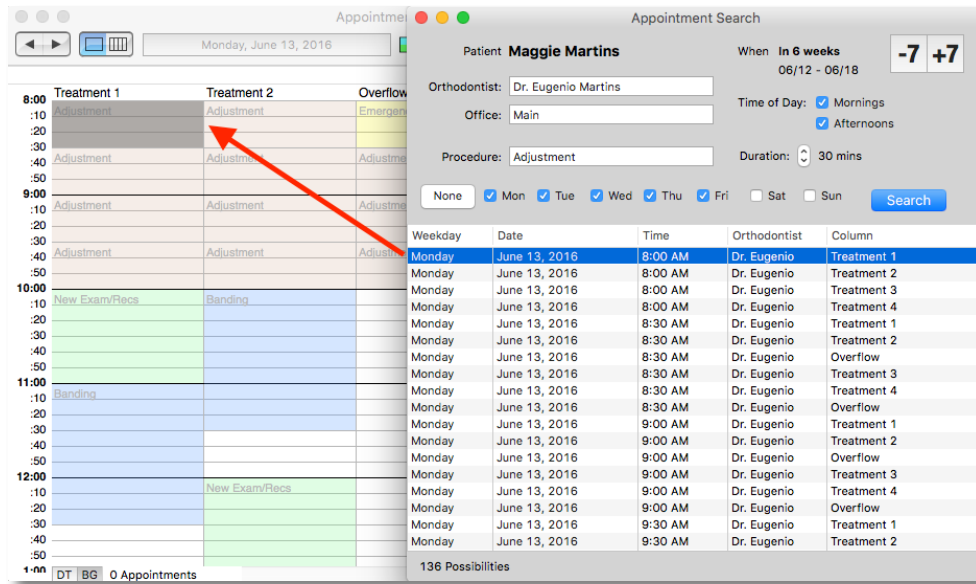 Appointme
Monday, June 13, 2016
Treatment 1 Treatment 2 Overflow
8:00
:10 Adjustment Adjustment Emergen
:20
:30
:40 Adjustment Adjustment Adjustme
:50
9:00
:10 Adjustment Adjustment Adjustme
:20
:30
:40 Adjustment Adjustment Adjustm
:50
10:00
:10 New Exam/Recs Banding
:20
:30
:40
:50
11:00
:10 Banding
:20
:30
:40
:50
12:00
:10 New Exam/Recs
:20
:30
:40
:50
1:00 DT BG 0 Appointments
Appointment Search
Patient Maggie Martins When In 6 weeks -7 +7
06/12 - 06/18
Orthodontist: Dr. Eugenio Martins
Time of Day: Mornings
Office: Main
Afternoons
Procedure: Adjustment Duration: 30 mins
None Mon Tue Wed Thu Fri Sat Sun Search
Weekday Date Time Orthodontist Column
Monday June 13, 2016 8:00 AM Dr. Eugenio Treatment 1
Monday June 13, 2016 8:00 AM Dr. Eugenio Treatment 2
Monday June 13, 2016 8:00 AM Dr. Eugenio Treatment 3
Monday June 13, 2016 8:00 AM Dr. Eugenio Treatment 4
Monday June 13, 2016 8:30 AM Dr. Eugenio Treatment 1
Monday June 13, 2016 8:30 AM Dr. Eugenio Treatment 2
Monday June 13, 2016 8:30 AM Dr. Eugenio Overflow
Monday June 13, 2016 8:30 AM Dr. Eugenio Treatment 3
Monday June 13, 2016 8:30 AM Dr. Eugenio Treatment 4
Monday June 13, 2016 8:30 AM Dr. Eugenio Overflow
Monday June 13, 2016 9:00 AM Dr. Eugenio Treatment 1
Monday June 13, 2016 9:00 AM Dr. Eugenio Treatment 2
Monday June 13, 2016 9:00 AM Dr. Eugenio Overflow
Monday June 13, 2016 9:00 AM Dr. Eugenio Treatment 3
Monday June 13, 2016 9:00 AM Dr. Eugenio Treatment 4
Monday June 13, 2016 9:00 AM Dr. Eugenio Overflow
Monday June 13, 2016 9:30 AM Dr. Eugenio Treatment 1
Monday June 13, 2016 9:30 AM Dr. Eugenio Treatment 2
136 Possibilities